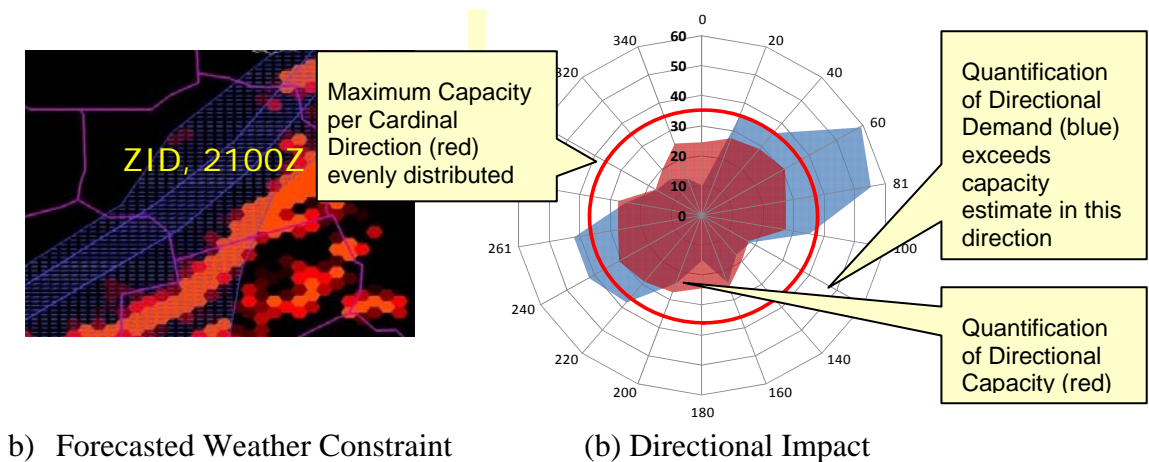 ZID, 2100Z
Maximum Capacity
per Cardinal
Direction (red)
evenly distributed
0
20
40
60
81
100
140
160
180
200
220
240
261
320
340
60
50
40
30
20
10
0
Quantification
of Directional
Demand (blue)
exceeds
capacity
estimate in this
direction
Quantification
of Directional
Capacity (red)
b) Forecasted Weather Constraint
(b) Directional Impact